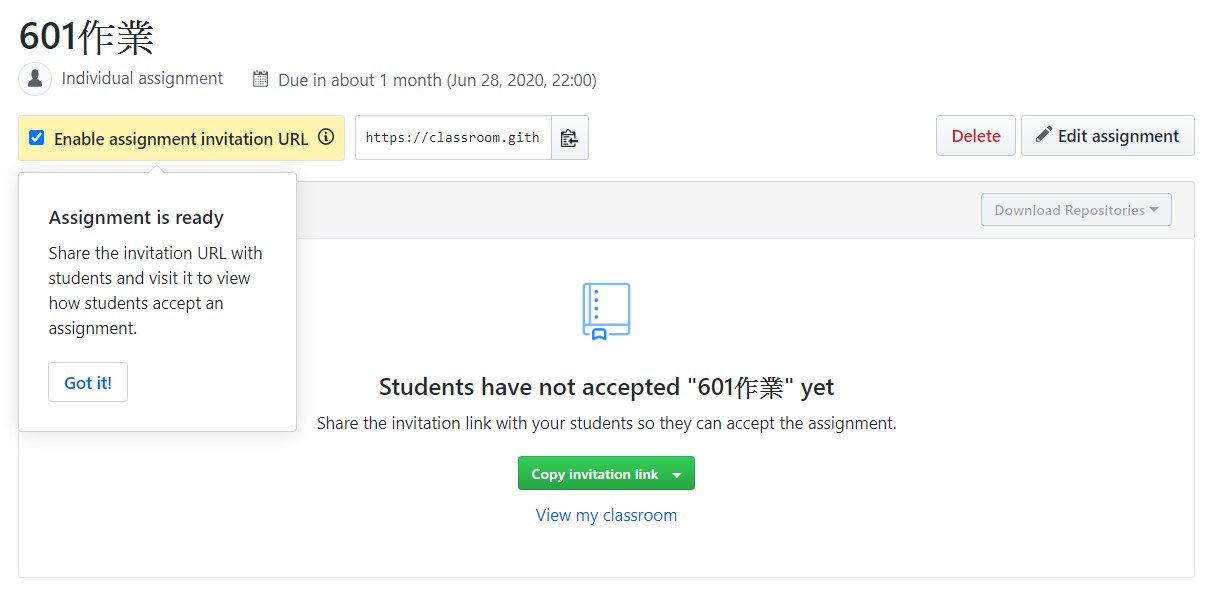 601作業
Individual assignment
Due in about 1 month (Jun 28, 2020, 22:00)
Enable assignment invitation URL
https://classroom.gith
Delete
Edit assignment
Assignment is ready
Share the invitation URL with
students and visit it to view
how students accept an
assignment.
Got it!
Download Repositories
Students have not accepted "601作業" yet
Share the invitation link with your students so they can accept the assignment.
Copy invitation link
View my classroom